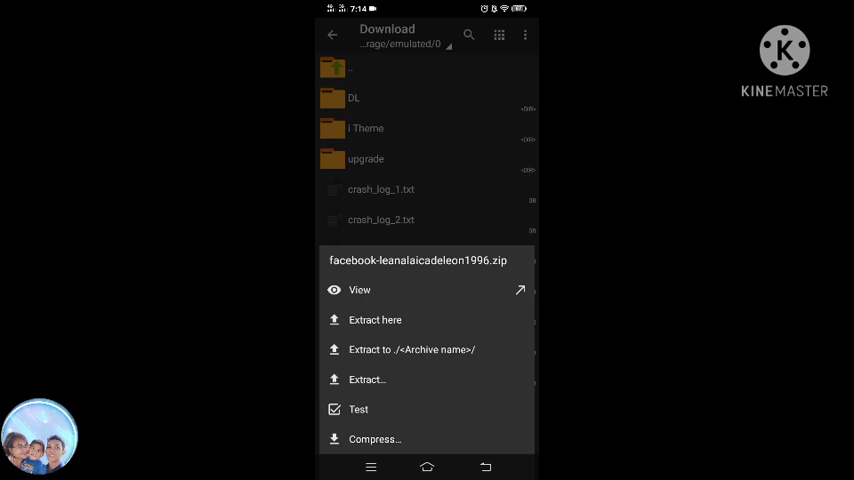 7:14
Download
...rage/emulated/0
..
DL
<DIR>
i Theme
<DIR>
upgrade
<DIR>
crash_log_1.txt
crash_log_2.txt
facebook-leanalaicadeleon1996.zip
View
Extract here
Extract to ./<Archive name>/
Extract...
Test
Compress...
K
KINEMASTER